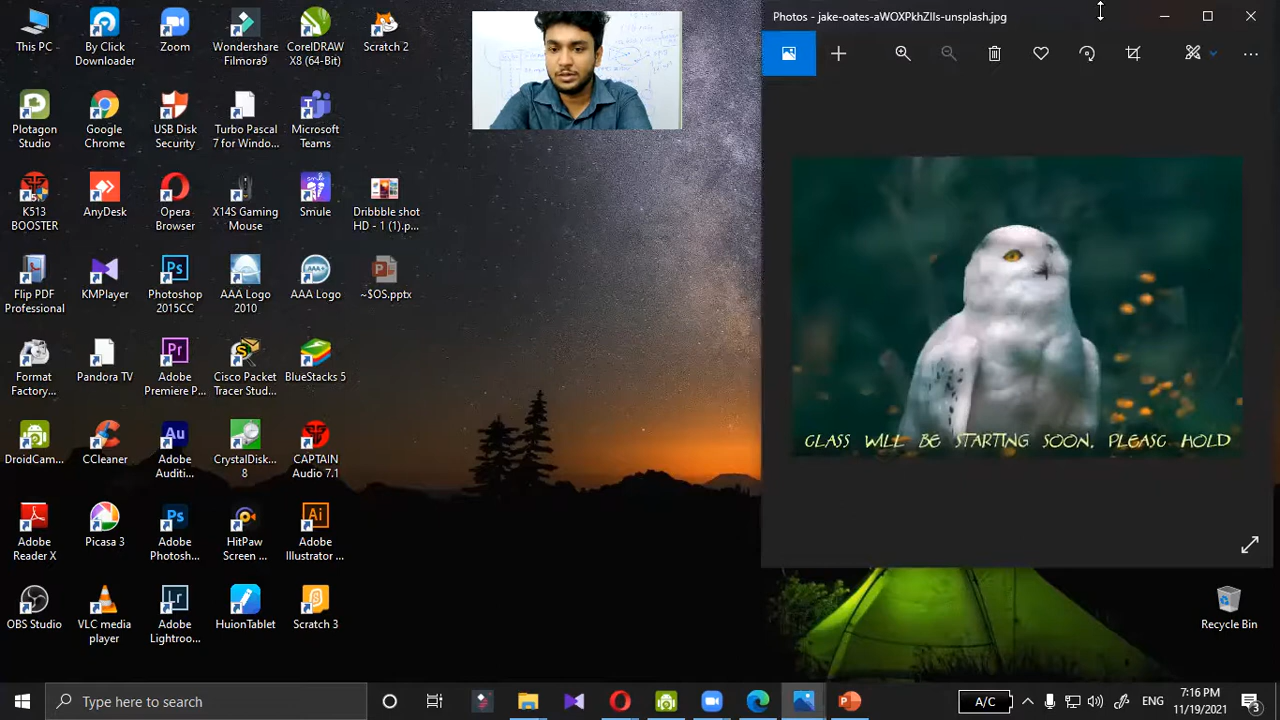 Photos - jake-oates-aWOXPkhZlIs-unsplash.jpg
This PC
By Click Downloader
Zoom
Wondershare Filmo...
CorelDRAW X8 (64-Bit)
Scratch 2
Plotagon Studio
Google Chrome
USB Disk Security
Turbo Pascal 7 for Windo...
Microsoft Teams
K513 BOOSTER
AnyDesk
Opera Browser
X14S Gaming Mouse
Smule
Dribbble shot HD - 1 (1).p...
Flip PDF Professional
KMPlayer
Photoshop 2015CC
AAA Logo 2010
AAA Logo
~$OS.pptx
Format Factory...
Pandora TV
Adobe Premiere P...
Cisco Packet Tracer Stud...
BlueStacks 5
CLASS WILL BE STARTING SOON, PLEASE HOLD
DroidCam...
CCleaner
Adobe Auditi...
CrystalDisk... 8
CAPTAIN Audio 7.1
Adobe Reader X
Picasa 3
Adobe Photosh...
HitPaw Screen ...
Adobe Illustrator ...
OBS Studio
VLC media player
Adobe Lightroo...
HuionTablet
Scratch 3
Recycle Bin
Type here to search
A/C
ENG
7:16 PM
11/19/2021